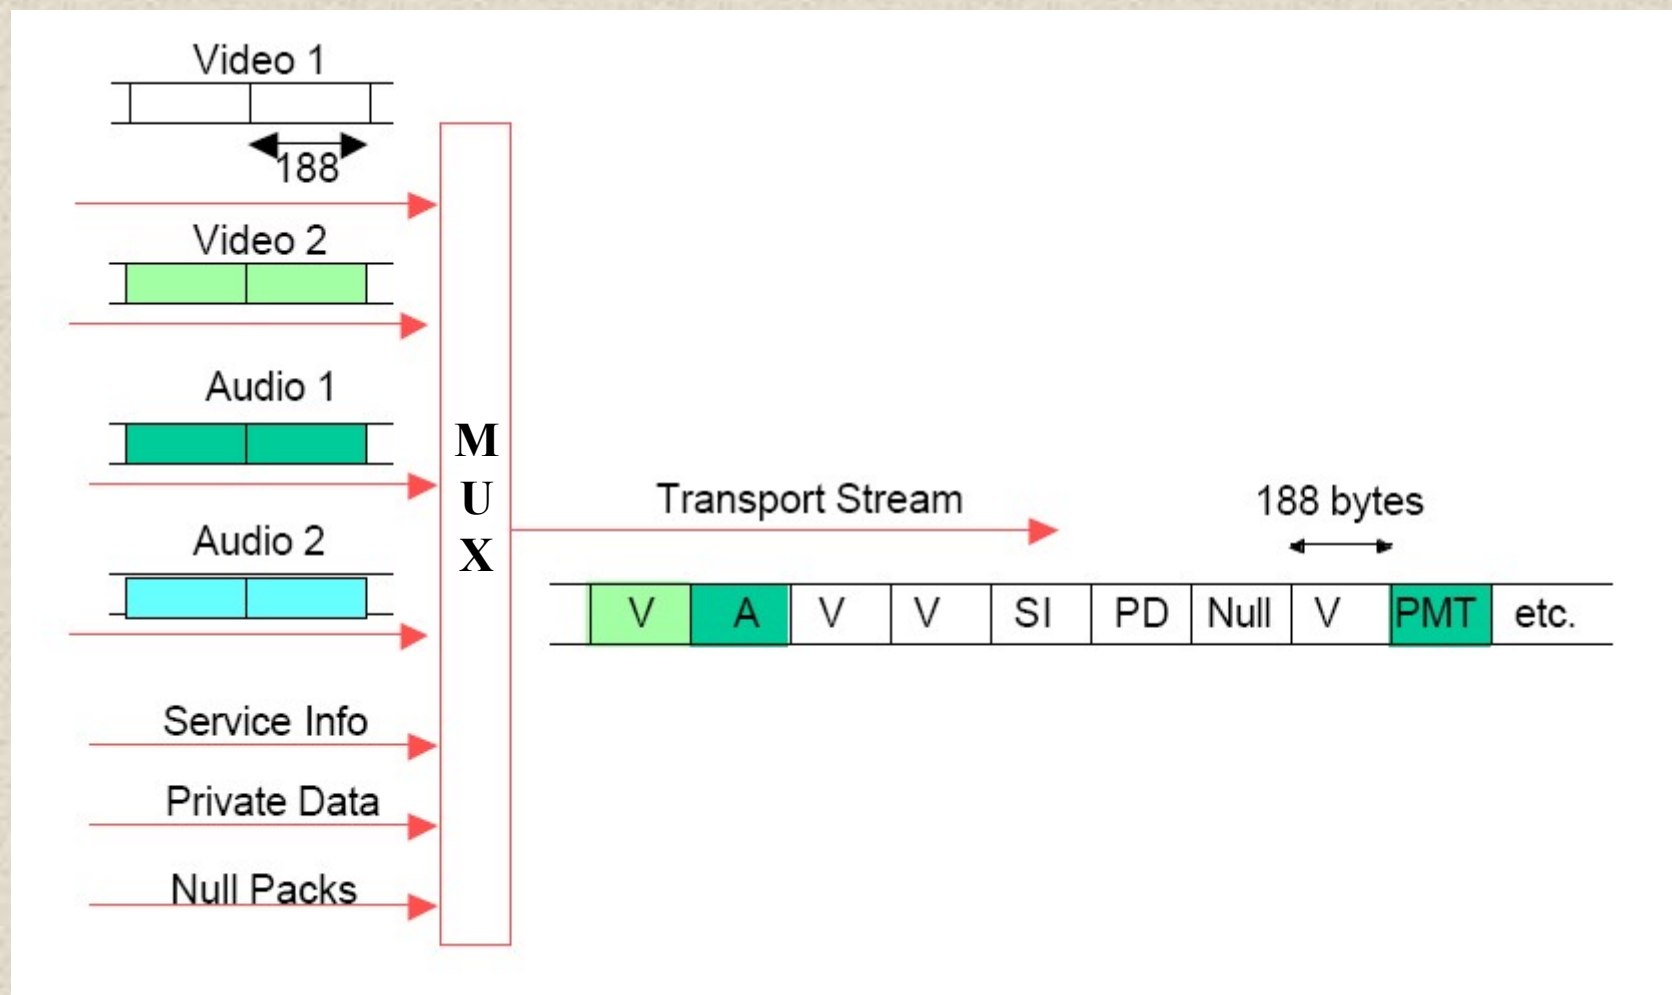 Video 1
188
Video 2
Audio 1
Audio 2
Service Info
Private Data
Null Packs
M
U
X
Transport Stream
188 bytes
V A V V SI PD Null V PMT etc.